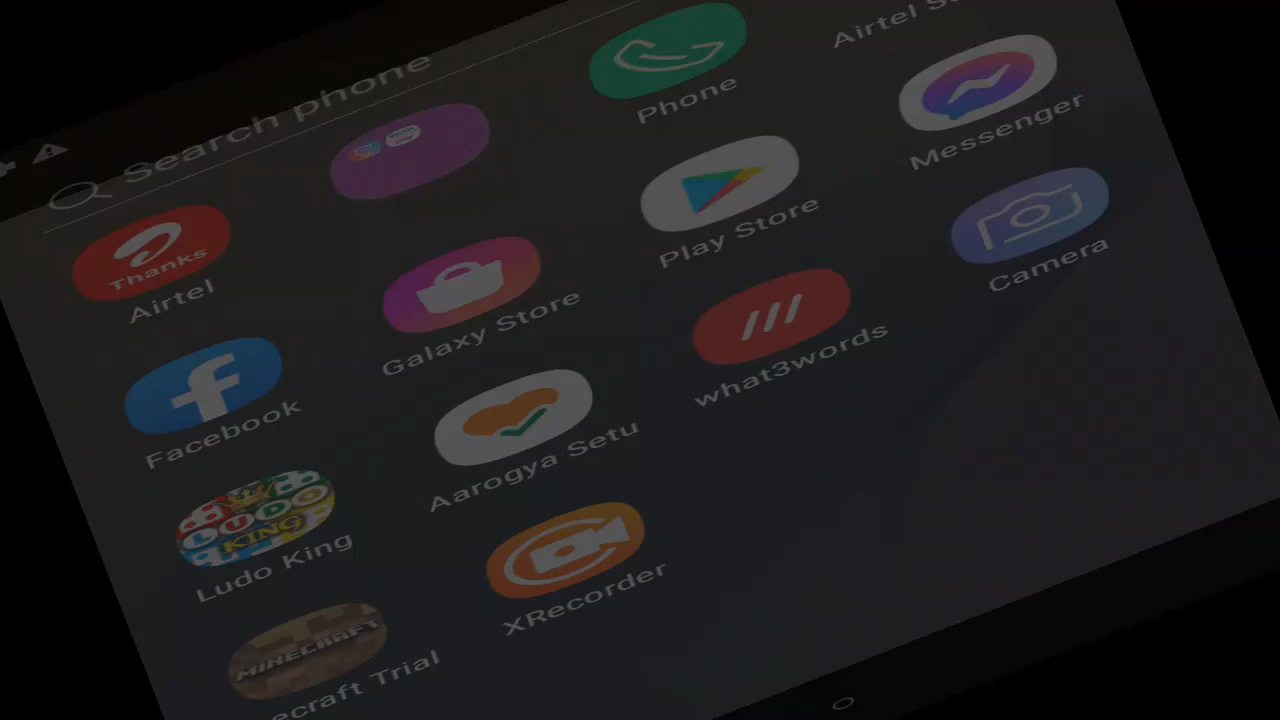 Search phone
Thanks
Airtel
Phone
Airtel
Galaxy Store
Play Store
Messenger
Facebook
Aarogya Setu
what3words
Camera
LUDO
KING
Ludo King
XRecorder
MINECRAFT
ecraft Trial